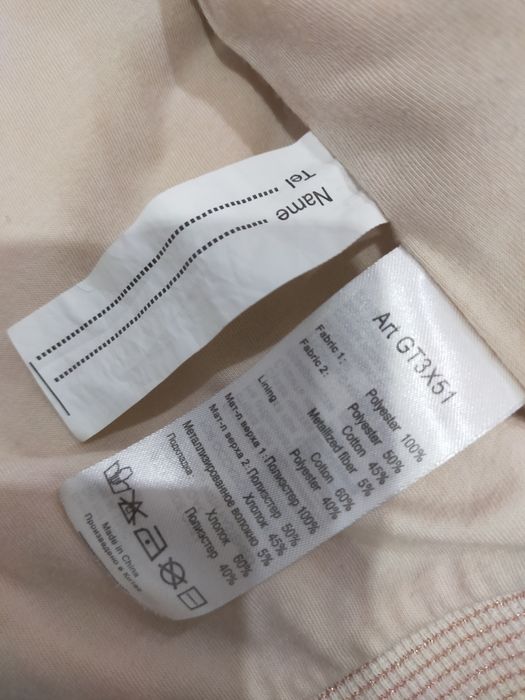 Name
Tel
Art GT3X51
Fabric 1: Polyester 100%
Fabric 2: Polyester 50%
Cotton 45%
Metallized fiber 5%
Lining: Cotton 60%
Polyester 40%
Мат-л верха 1: Полиэстер 100%
Мат-л верха 2: Полиэстер 50%
Хлопок 45%
Металлизированное волокно 5%
Подкладка: Хлопок 60%
Полиэстер 40%
Made in China
Произведено в Китае